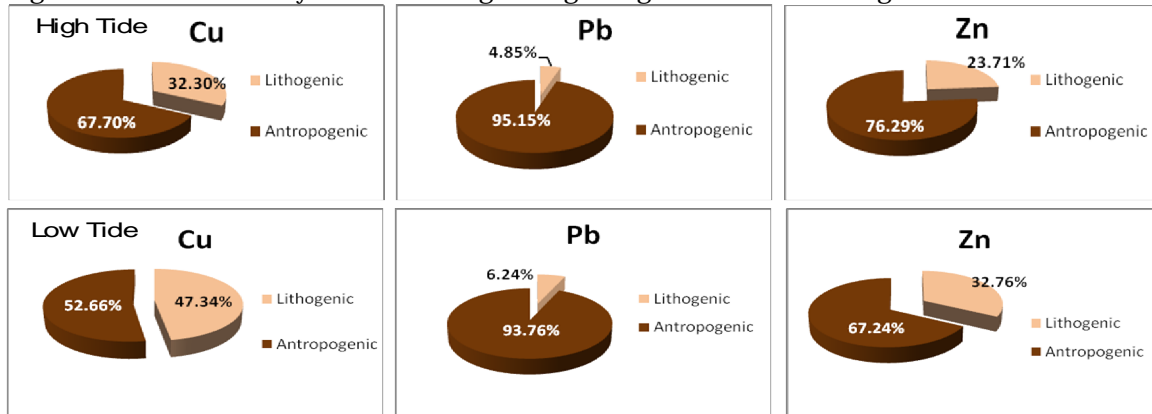 High Tide
Cu
32.30%
67.70%
Lithogenic
Antropogenic
Pb
4.85%
95.15%
Lithogenic
Antropogenic
Zn
23.71%
76.29%
Lithogenic
Antropogenic
Low Tide
Cu
52.66%
47.34%
Lithogenic
Antropogenic
Pb
6.24%
93.76%
Lithogenic
Antropogenic
Zn
32.76%
67.24%
Lithogenic
Antropogenic